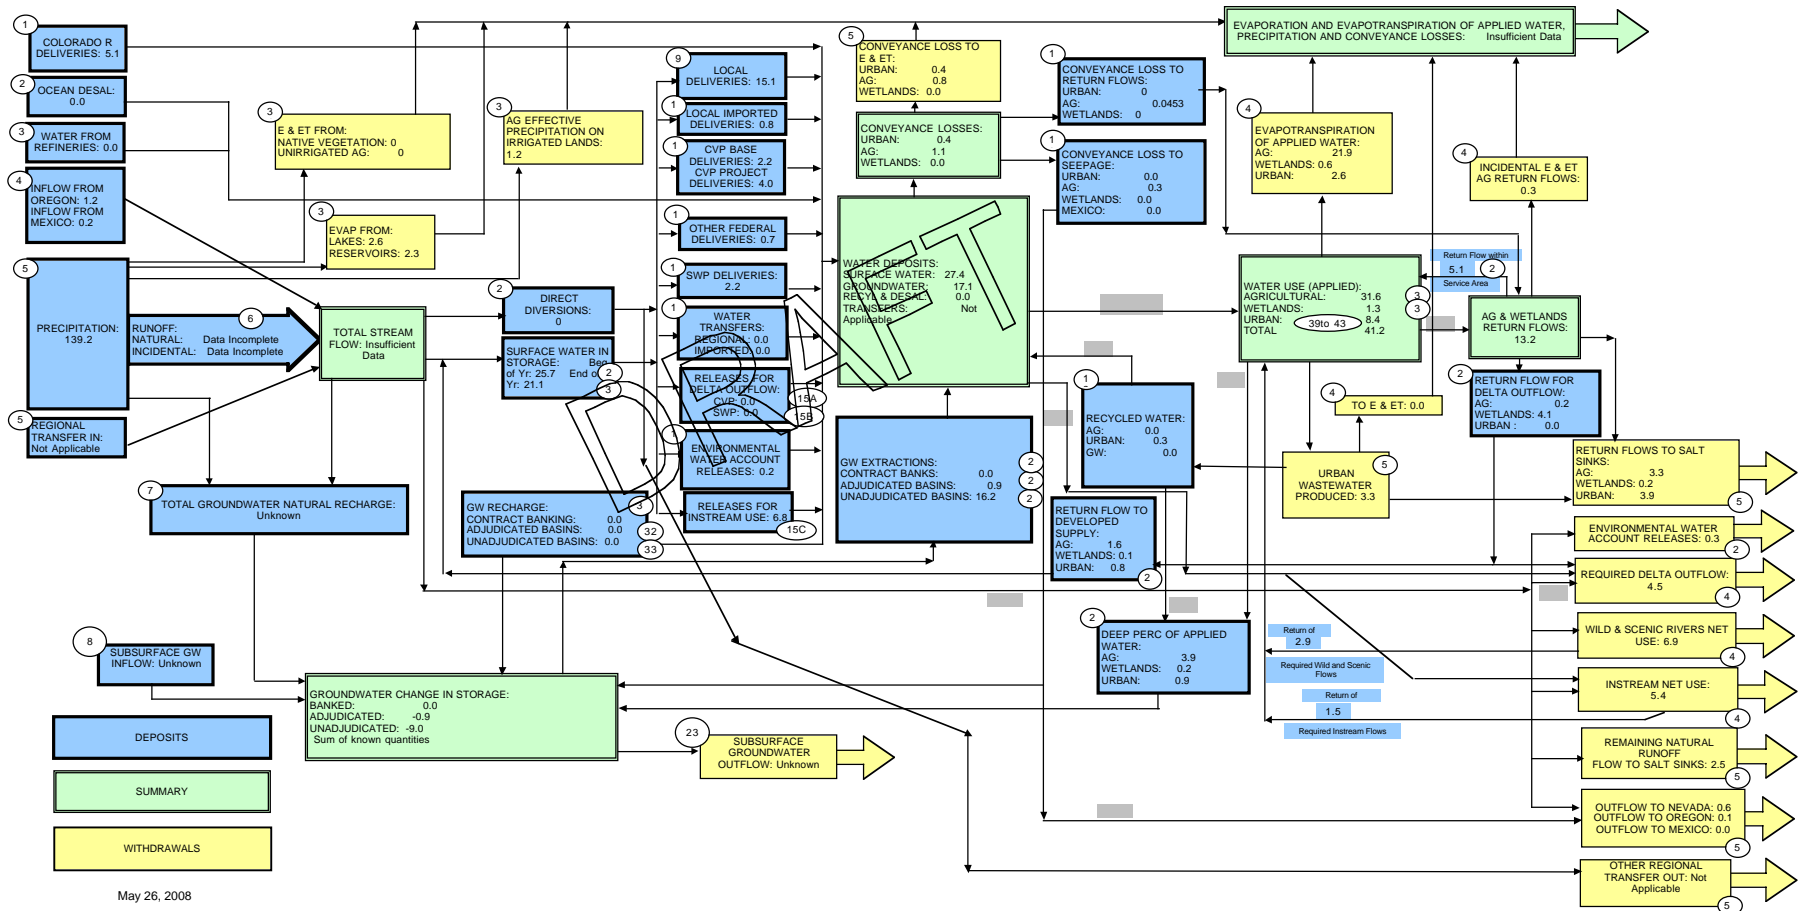 1
COLORADO R
DELIVERIES: 5.1
2
OCEAN DESAL:
0.0
3
WATER FROM
REFINERIES: 0.0
4
INFLOW FROM
OREGON: 1.2
INFLOW FROM
MEXICO: 0.2
5
PRECIPITATION:
139.2
6
RUNOFF:
NATURAL: Data Incomplete
INCIDENTAL: Data Incomplete
5
REGIONAL
TRANSFER IN:
Not Applicable
7
TOTAL GROUNDWATER NATURAL RECHARGE:
Unknown
8
SUBSURFACE GW
INFLOW: Unknown
DEPOSITS
SUMMARY
WITHDRAWALS
May 26, 2008
3
E & ET FROM:
NATIVE VEGETATION: 0
UNIRRIGATED AG: 0
3
EVAP FROM:
LAKES: 2.6
RESERVOIRS: 2.3
3
AG EFFECTIVE
PRECIPITATION ON
IRRIGATED LANDS:
1.2
TOTAL STREAM
FLOW: Insufficient
Data
2
DIRECT
DIVERSIONS:
0
SURFACE WATER IN
STORAGE: Beg
of Yr: 25.7 End of
Yr: 21.1
2
3
GW RECHARGE:
CONTRACT BANKING: 0.0
ADJUDICATED BASINS: 0.0
UNADJUDICATED BASINS: 0.0
3
32
33
GROUNDWATER CHANGE IN STORAGE:
BANKED: 0.0
ADJUDICATED: -0.9
UNADJUDICATED: -9.0
Sum of known quantities
23
SUBSURFACE
GROUNDWATER
OUTFLOW: Unknown
9
LOCAL
DELIVERIES: 15.1
1
LOCAL IMPORTED
DELIVERIES: 0.8
1
CVP BASE
DELIVERIES: 2.2
CVP PROJECT
DELIVERIES: 4.0
1
OTHER FEDERAL
DELIVERIES: 0.7
1
SWP DELIVERIES:
2.2
1
WATER
TRANSFERS:
REGIONAL: 0.0
IMPORTED: 0.0
RELEASES FOR
DELTA OUTFLOW:
CVP: 0.0
SWP: 0.0
15A
15B
1
ENVIRONMENTAL
WATER ACCOUNT
RELEASES: 0.2
RELEASES FOR
INSTREAM USE: 6.8
15C
DRAFT
5
CONVEYANCE LOSS TO
E & ET:
URBAN: 0.4
AG: 0.8
WETLANDS: 0.0
CONVEYANCE LOSSES:
URBAN: 0.4
AG: 1.1
WETLANDS: 0.0
WATER DEPOSITS:
SURFACE WATER: 27.4
GROUNDWATER: 17.1
RECYL & DESAL: 0.0
TRANSFERS: Not
Applicable
GW EXTRACTIONS:
CONTRACT BANKS: 0.0
ADJUDICATED BASINS: 0.9
UNADJUDICATED BASINS: 16.2
2
2
2
1
CONVEYANCE LOSS TO
RETURN FLOWS:
URBAN: 0
AG: 0.0453
WETLANDS: 0
1
CONVEYANCE LOSS TO
SEEPAGE:
URBAN: 0.0
AG: 0.3
WETLANDS: 0.0
MEXICO: 0.0
1
RECYCLED WATER:
AG: 0.0
URBAN: 0.3
GW: 0.0
RETURN FLOW TO
DEVELOPED
SUPPLY:
AG: 1.6
WETLANDS: 0.1
URBAN: 0.8
2
2
DEEP PERC OF APPLIED
WATER:
AG: 3.9
WETLANDS: 0.2
URBAN: 0.9
EVAPORATION AND EVAPOTRANSPIRATION OF APPLIED WATER,
PRECIPITATION AND CONVEYANCE LOSSES: Insufficient Data
4
EVAPOTRANSPIRATION
OF APPLIED WATER:
AG: 21.9
WETLANDS: 0.6
URBAN: 2.6
4
INCIDENTAL E & ET
AG RETURN FLOWS:
0.3
WATER USE (APPLIED):
AGRICULTURAL: 31.6
WETLANDS: 1.3
URBAN: 8.4
TOTAL 41.2
39to 43
3
3
Return Flow within
5.1
2
Service Area
AG & WETLANDS
RETURN FLOWS:
13.2
4
TO E & ET: 0.0
5
URBAN
WASTEWATER
PRODUCED: 3.3
2
RETURN FLOW FOR
DELTA OUTFLOW:
AG: 0.2
WETLANDS: 4.1
URBAN : 0.0
Return of
2.9
Required Wild and Scenic
Flows
Return of
1.5
Required Instream Flows
RETURN FLOWS TO SALT
SINKS:
AG: 3.3
WETLANDS: 0.2
URBAN: 3.9
5
ENVIRONMENTAL WATER
ACCOUNT RELEASES: 0.3
2
REQUIRED DELTA OUTFLOW:
4.5
4
WILD & SCENIC RIVERS NET
USE: 6.9
4
INSTREAM NET USE:
5.4
4
REMAINING NATURAL
RUNOFF
FLOW TO SALT SINKS: 2.5
5
OUTFLOW TO NEVADA: 0.6
OUTFLOW TO OREGON: 0.1
OUTFLOW TO MEXICO: 0.0
5
OTHER REGIONAL
TRANSFER OUT: Not
Applicable
5